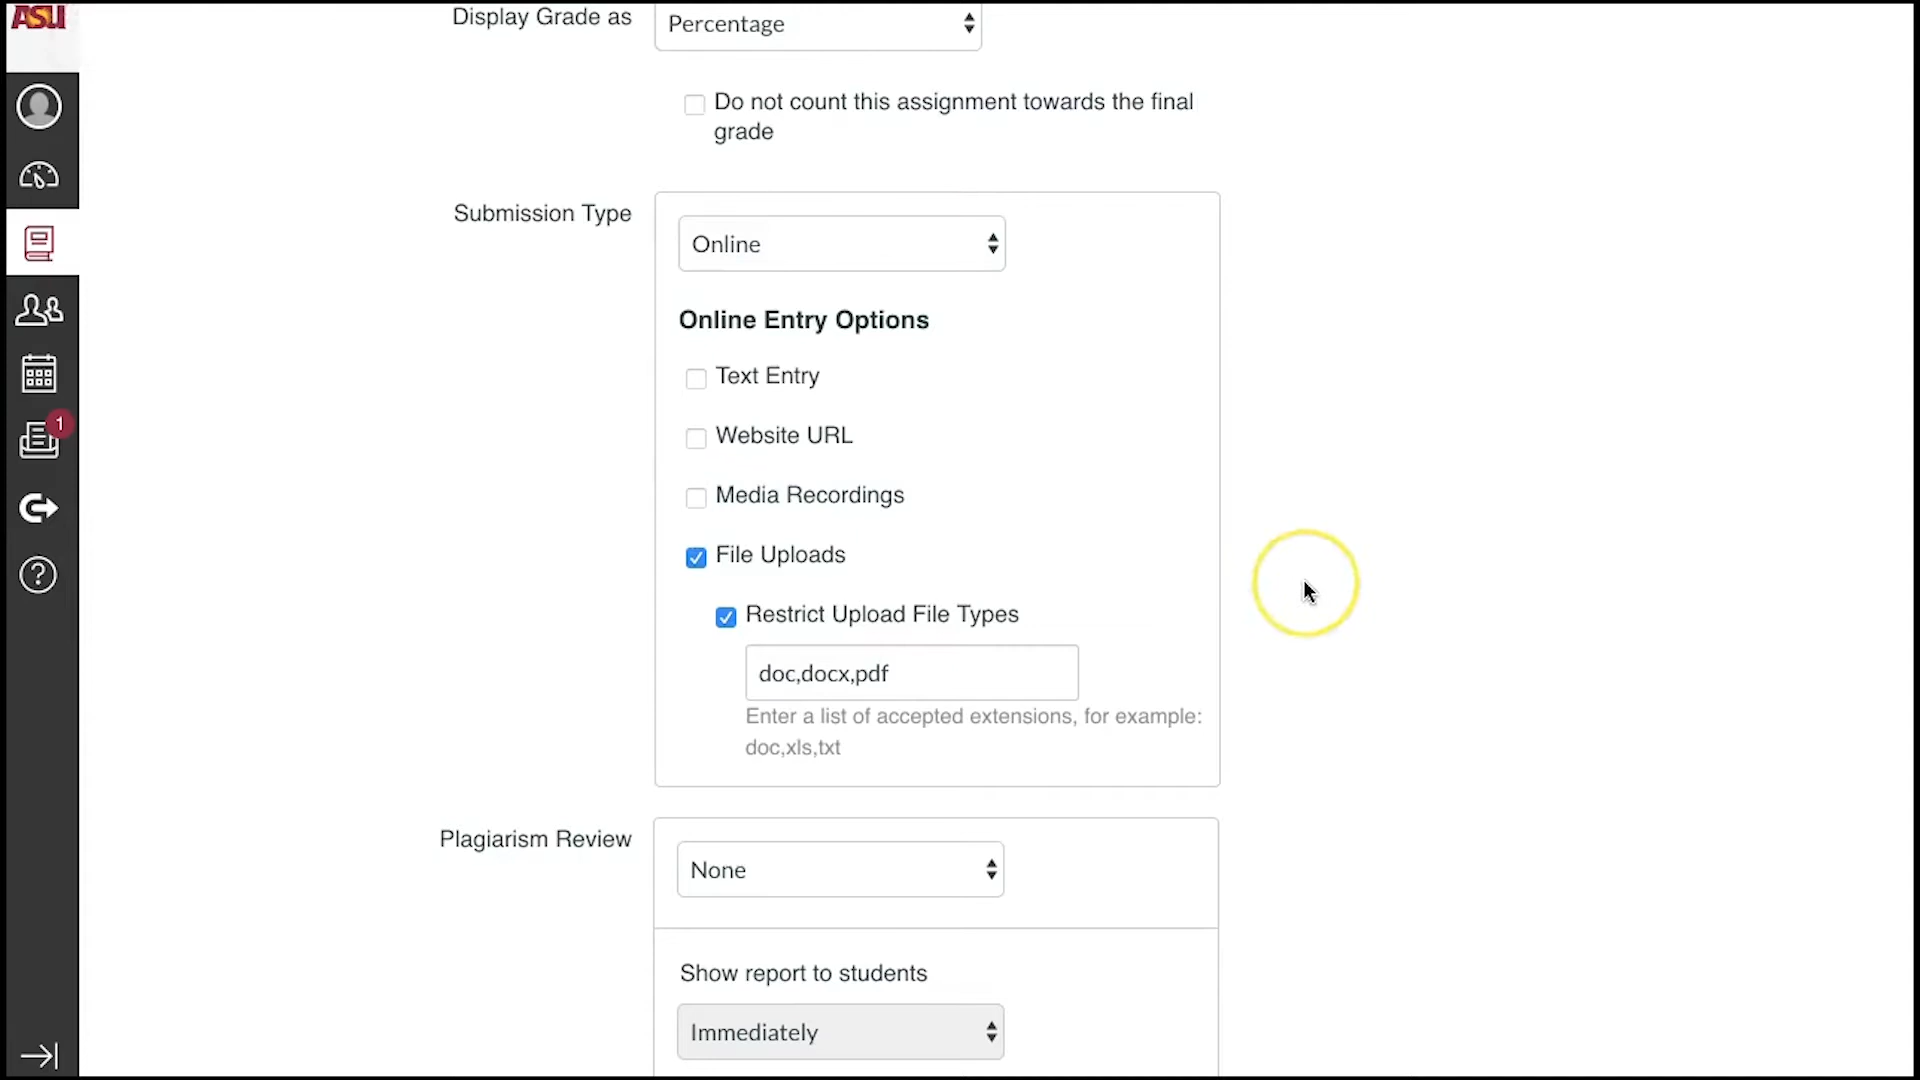 ASU
Display Grade as
Percentage
Do not count this assignment towards the final
grade
Submission Type
Online
Online Entry Options
Text Entry
Website URL
Media Recordings
1
File Uploads
Restrict Upload File Types
doc,docx,pdf
Enter a list of accepted extensions, for example:
doc,xls,txt
Plagiarism Review
None
Show report to students
Immediately